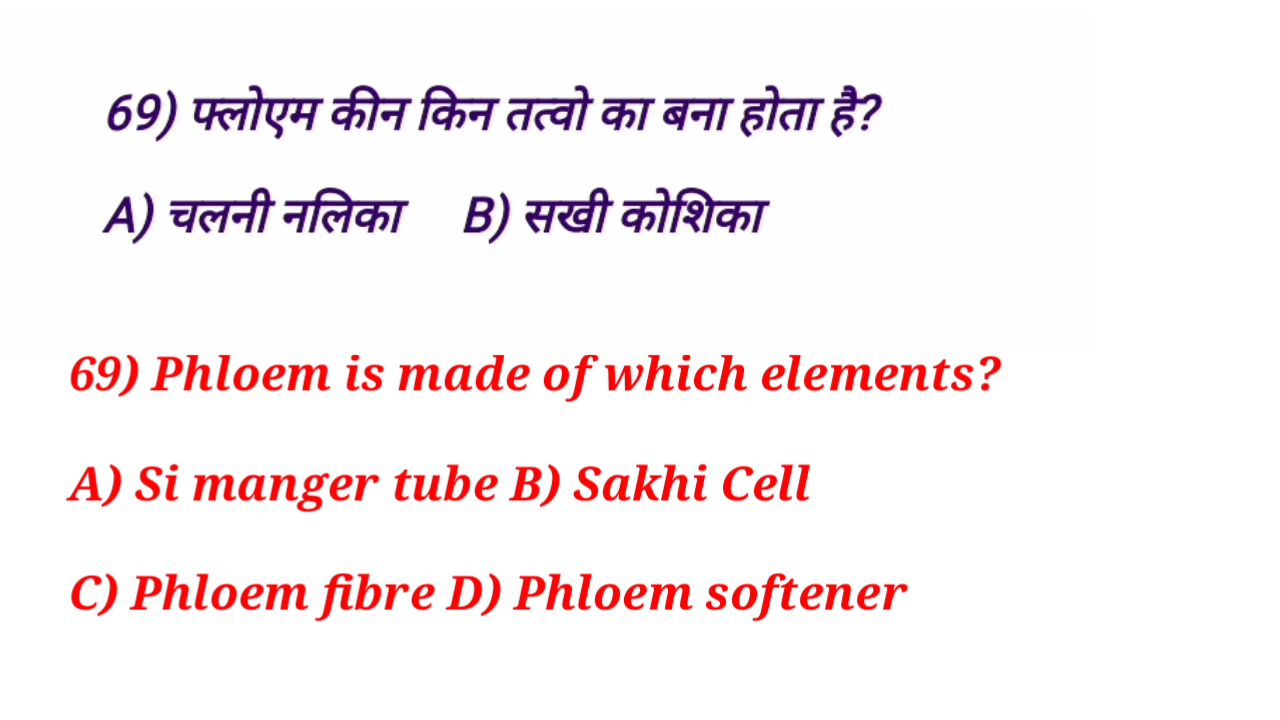 69) फ्लोएम कीन किन तत्वो का बना होता है?
A) चलनी नलिका B) सखी कोशिका
69) Phloem is made of which elements?
A) Si manger tube B) Sakhi Cell
C) Phloem fibre D) Phloem softener